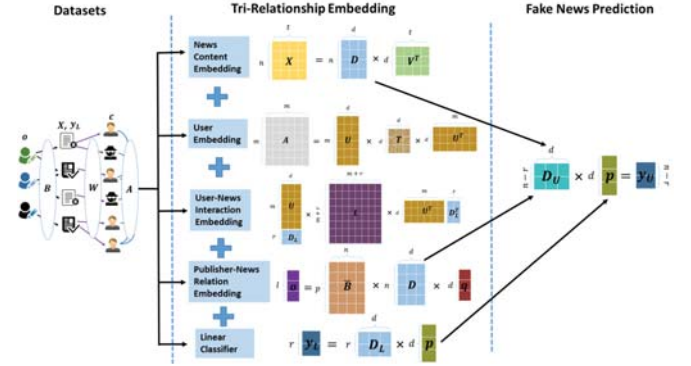 Datasets
Tri-Relationship Embedding
Fake News Prediction
News
Content
Embedding
n X = n D × d V^T
t
d
t
User
Embedding
m A = m U × d T × d U^T
m
d
d
m
User-News
Interaction
Embedding
d
m U
r D_L
×
m+r
m+r L
×
d U^T D_L^T
m r
Publisher-News
Relation
Embedding
l o = p B̅ × n D × d q
n
d
Linear
Classifier
r y_L = r D_L × d p
d
o
X, y_L
c
B
W
A
d
n−r D_U × d p = y_U n−r